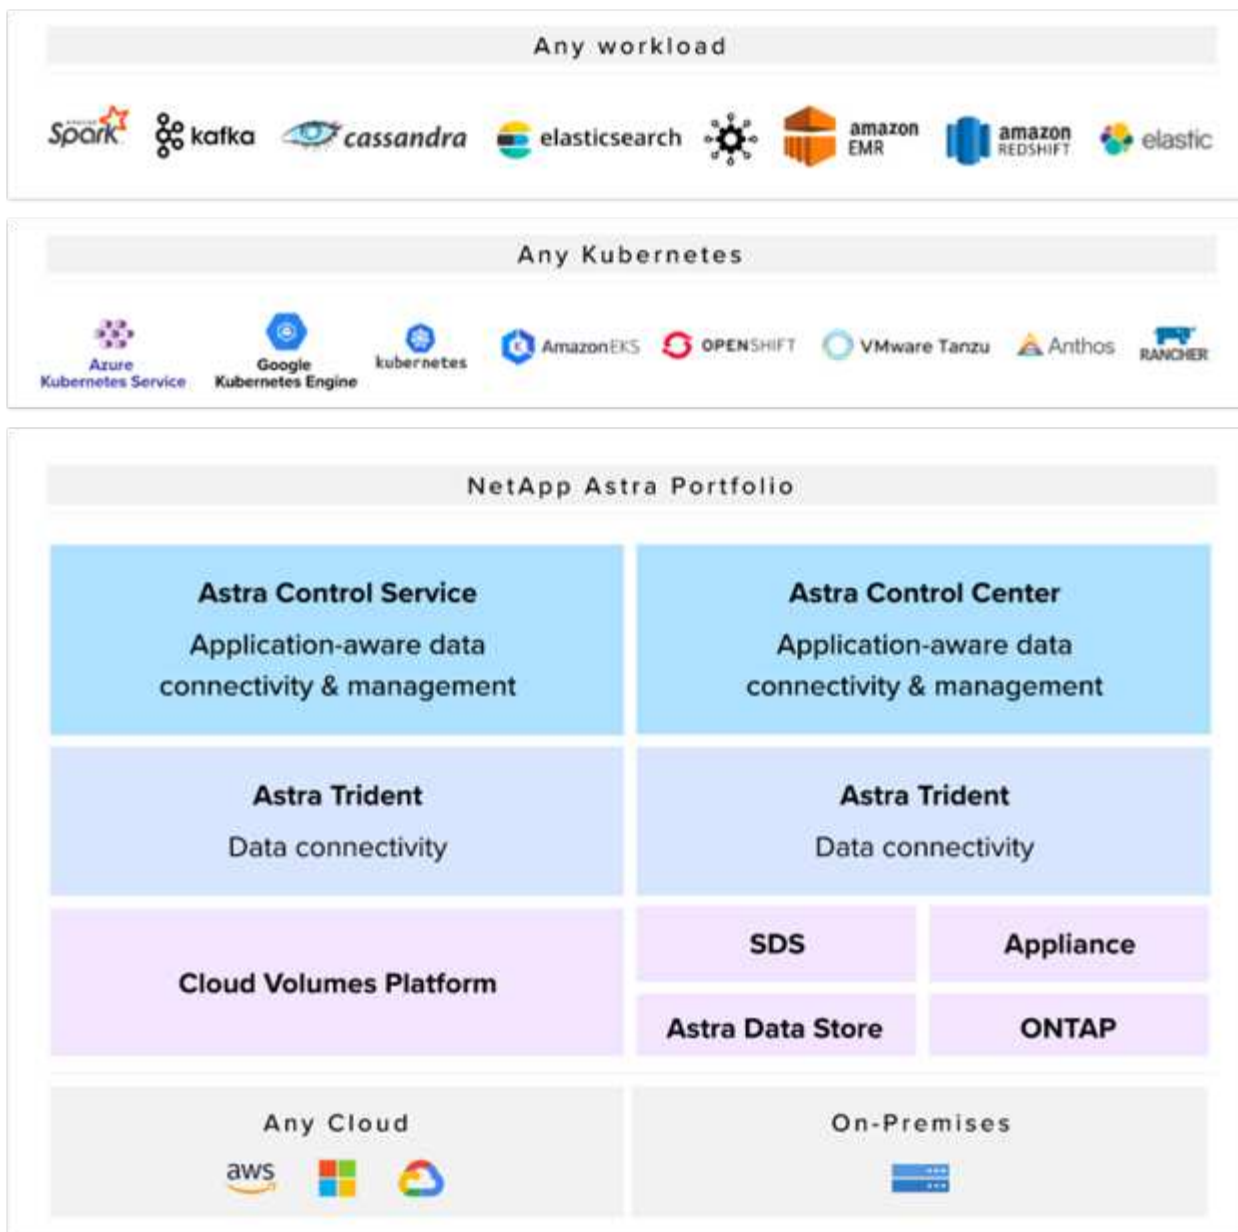 Any workload
APACHE
Spark
kafka
cassandra
elasticsearch
amazon
EMR
amazon
REDSHIFT
elastic
Any Kubernetes
Azure
Kubernetes Service
Google
Kubernetes Engine
kubernetes
AmazonEKS
OPENSHIFT
VMware Tanzu
Anthos
RANCHER
NetApp Astra Portfolio
Astra Control Service
Application-aware data
connectivity & management
Astra Control Center
Application-aware data
connectivity & management
Astra Trident
Data connectivity
Astra Trident
Data connectivity
Cloud Volumes Platform
SDS
Appliance
Astra Data Store
ONTAP
Any Cloud
aws
On-Premises